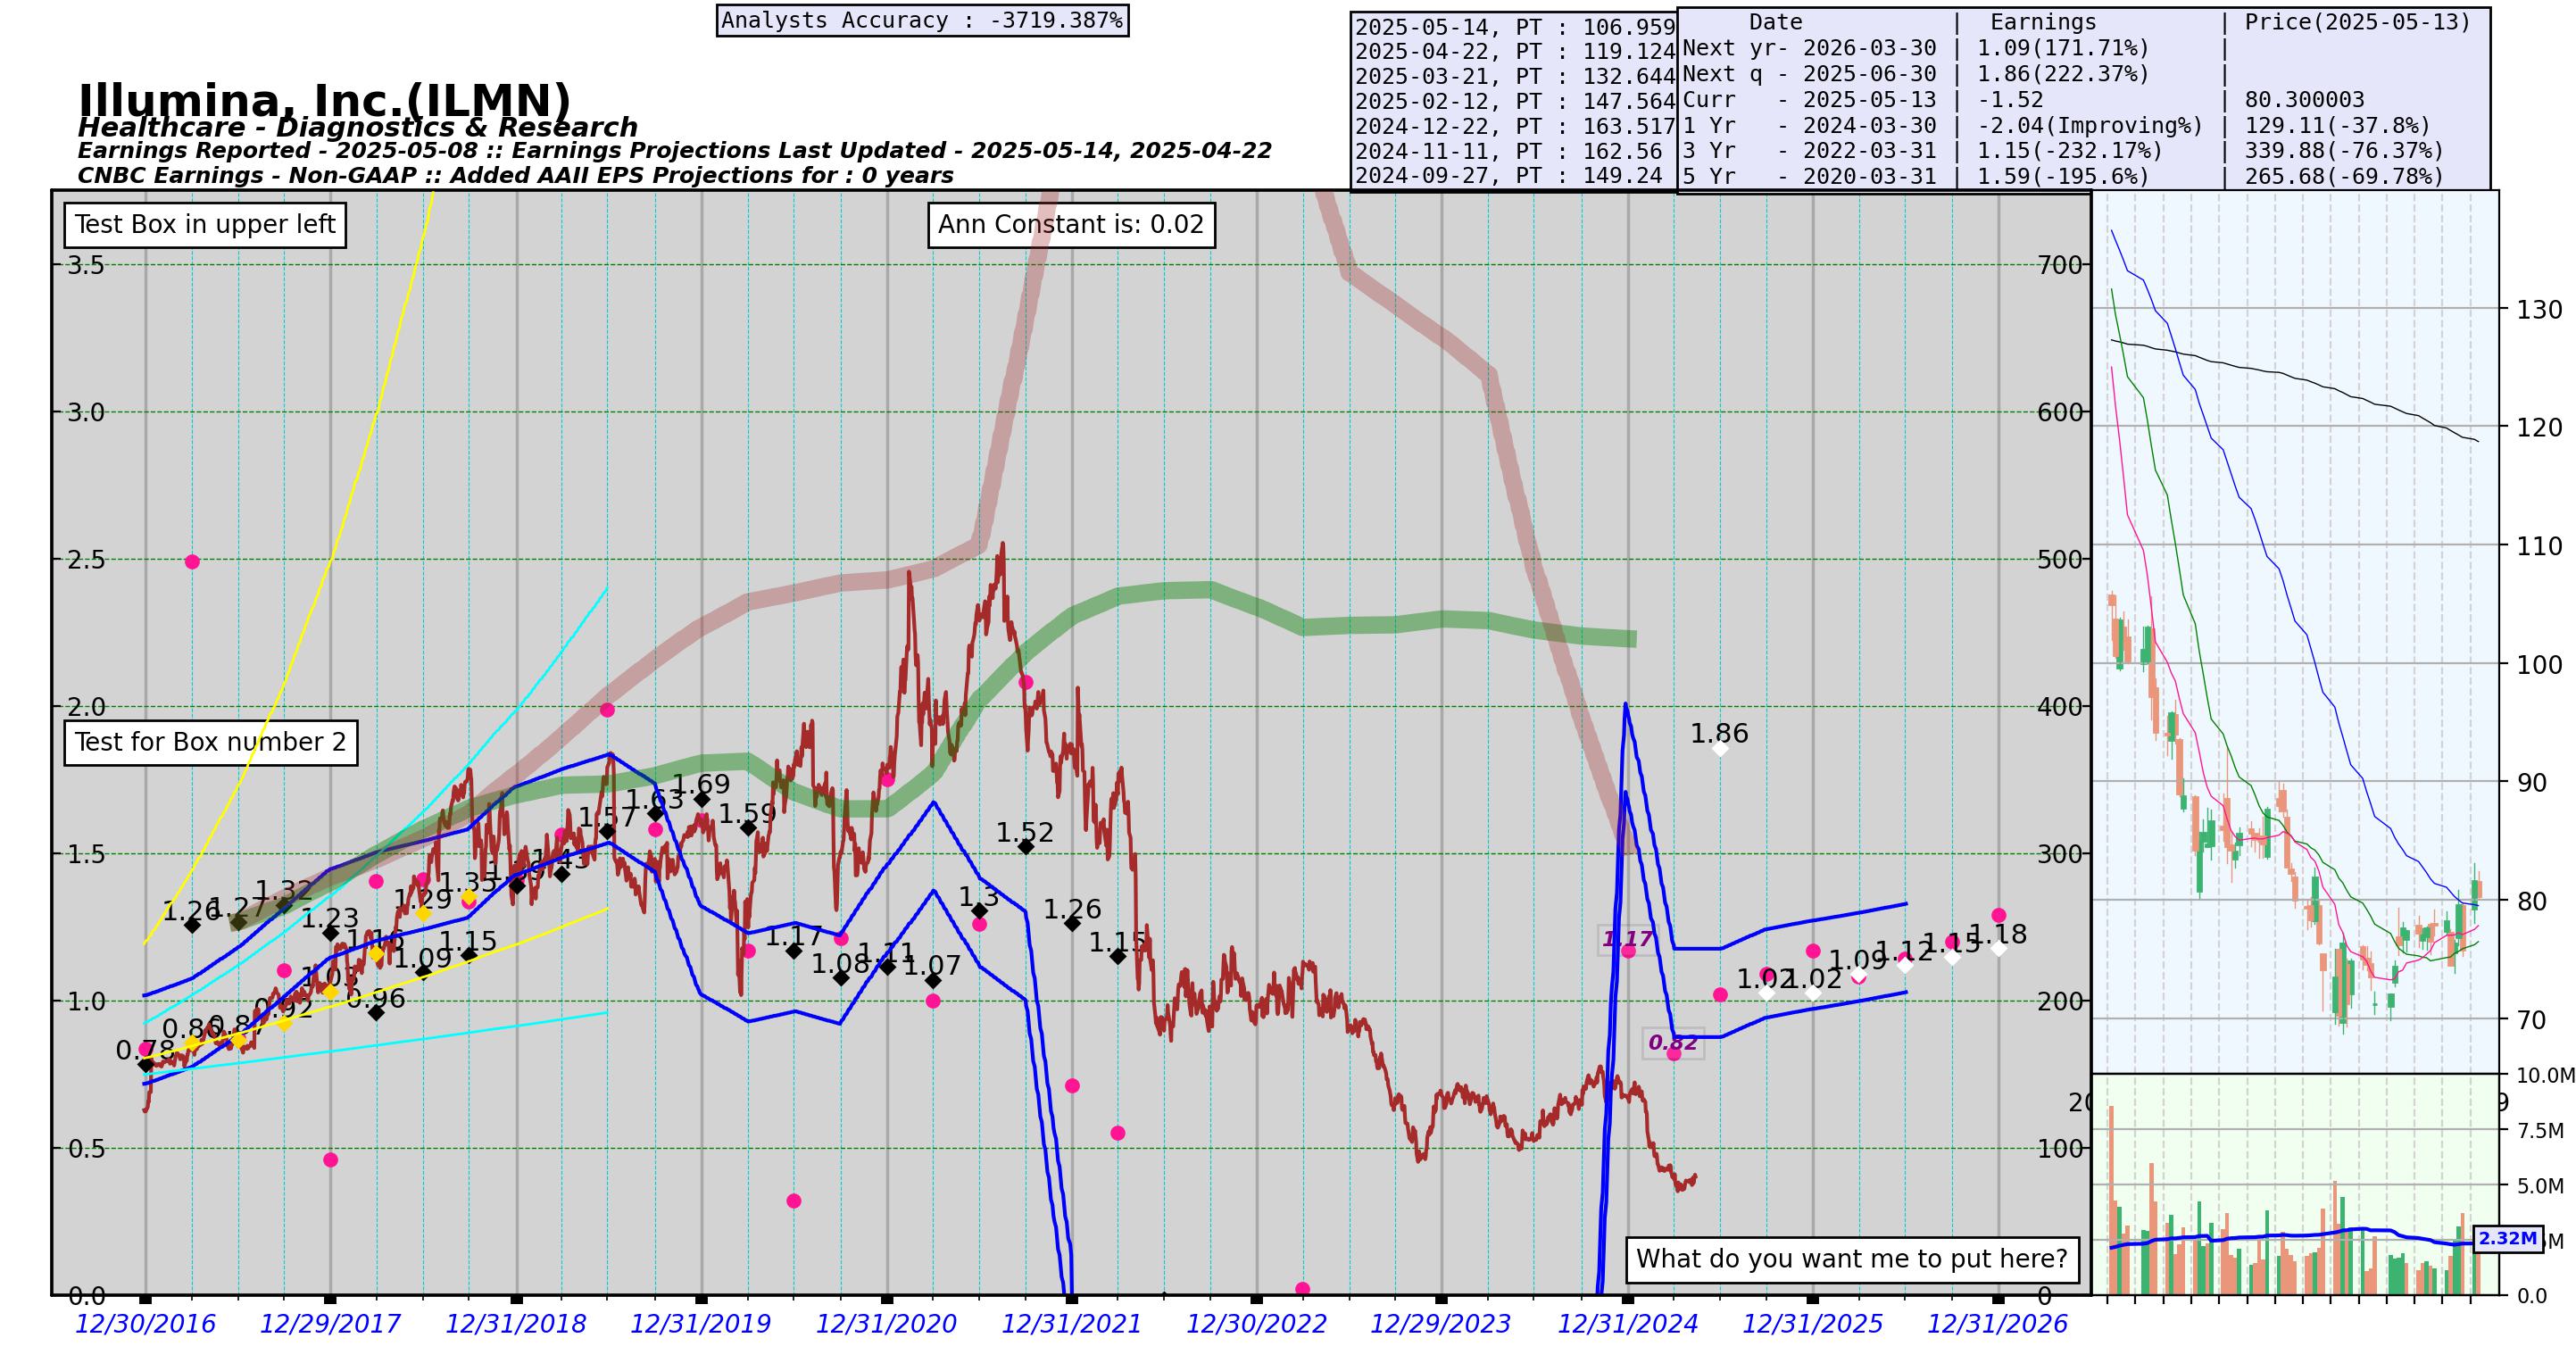 Analysts Accuracy : -3719.387%
2025-05-14, PT : 106.959
2025-04-22, PT : 119.124
2025-03-21, PT : 132.644
2025-02-12, PT : 147.564
2024-12-22, PT : 163.517
2024-11-11, PT : 162.56
2024-09-27, PT : 149.24
Date | Earnings | Price(2025-05-13)
Next yr- 2026-03-30 | 1.09(171.71%) |
Next q - 2025-06-30 | 1.86(222.37%) |
Curr - 2025-05-13 | -1.52 | 80.300003
1 Yr - 2024-03-30 | -2.04(Improving%) | 129.11(-37.8%)
3 Yr - 2022-03-31 | 1.15(-232.17%) | 339.88(-76.37%)
5 Yr - 2020-03-31 | 1.59(-195.6%) | 265.68(-69.78%)
Illumina, Inc.(ILMN)
Healthcare - Diagnostics & Research
Earnings Reported - 2025-05-08 :: Earnings Projections Last Updated - 2025-05-14, 2025-04-22
CNBC Earnings - Non-GAAP :: Added AAII EPS Projections for : 0 years
Test Box in upper left
Ann Constant is: 0.02
Test for Box number 2
What do you want me to put here?
3.5
3.0
2.5
2.0
1.5
1.0
0.5
0.0
700
600
500
400
300
200
100
0
0.78
1.26
1.27
1.32
1.23
0.86
0.87
0.92
1.03
1.16
0.96
1.29
1.09
1.35
1.15
1.39
1.43
1.57
1.63
1.69
1.59
1.17
1.08
1.11
1.07
1.3
1.52
1.26
1.15
1.17
0.82
1.86
1.02
1.02
1.09
1.12
1.15
1.18
130
120
110
100
90
80
70
10.0M
7.5M
5.0M
2.32M
0.0
12/30/2016
12/29/2017
12/31/2018
12/31/2019
12/31/2020
12/31/2021
12/30/2022
12/29/2023
12/31/2024
12/31/2025
12/31/2026